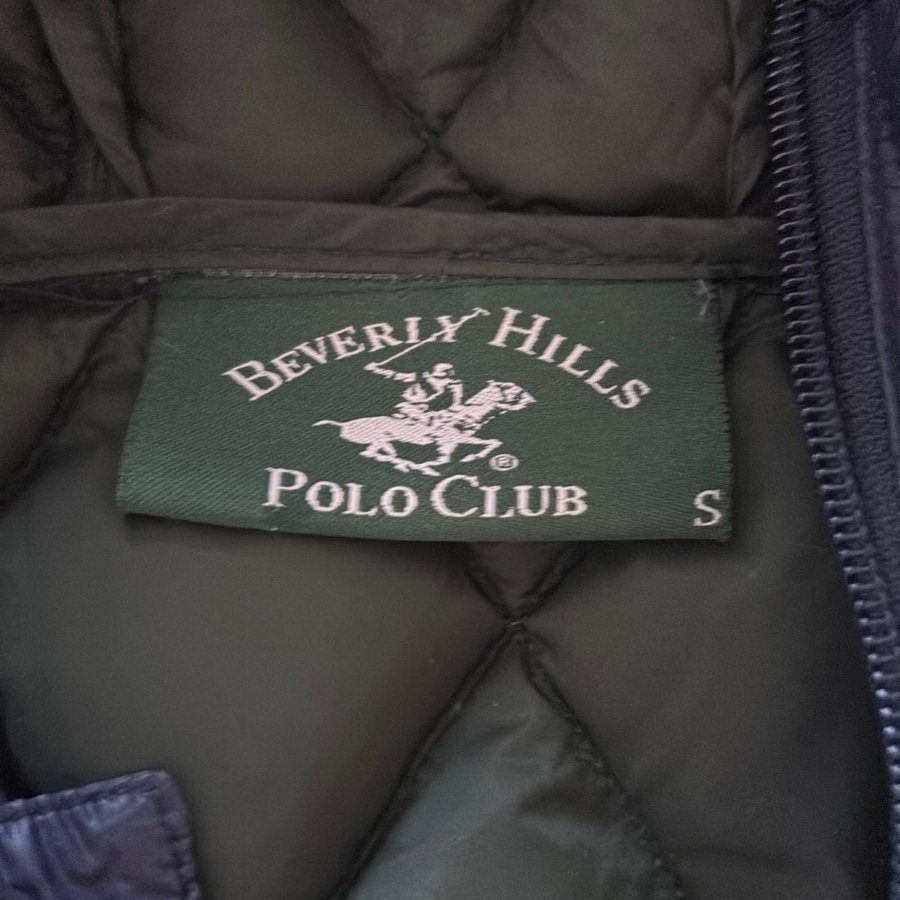 BEVERLY HILLS
®
POLO CLUB
S